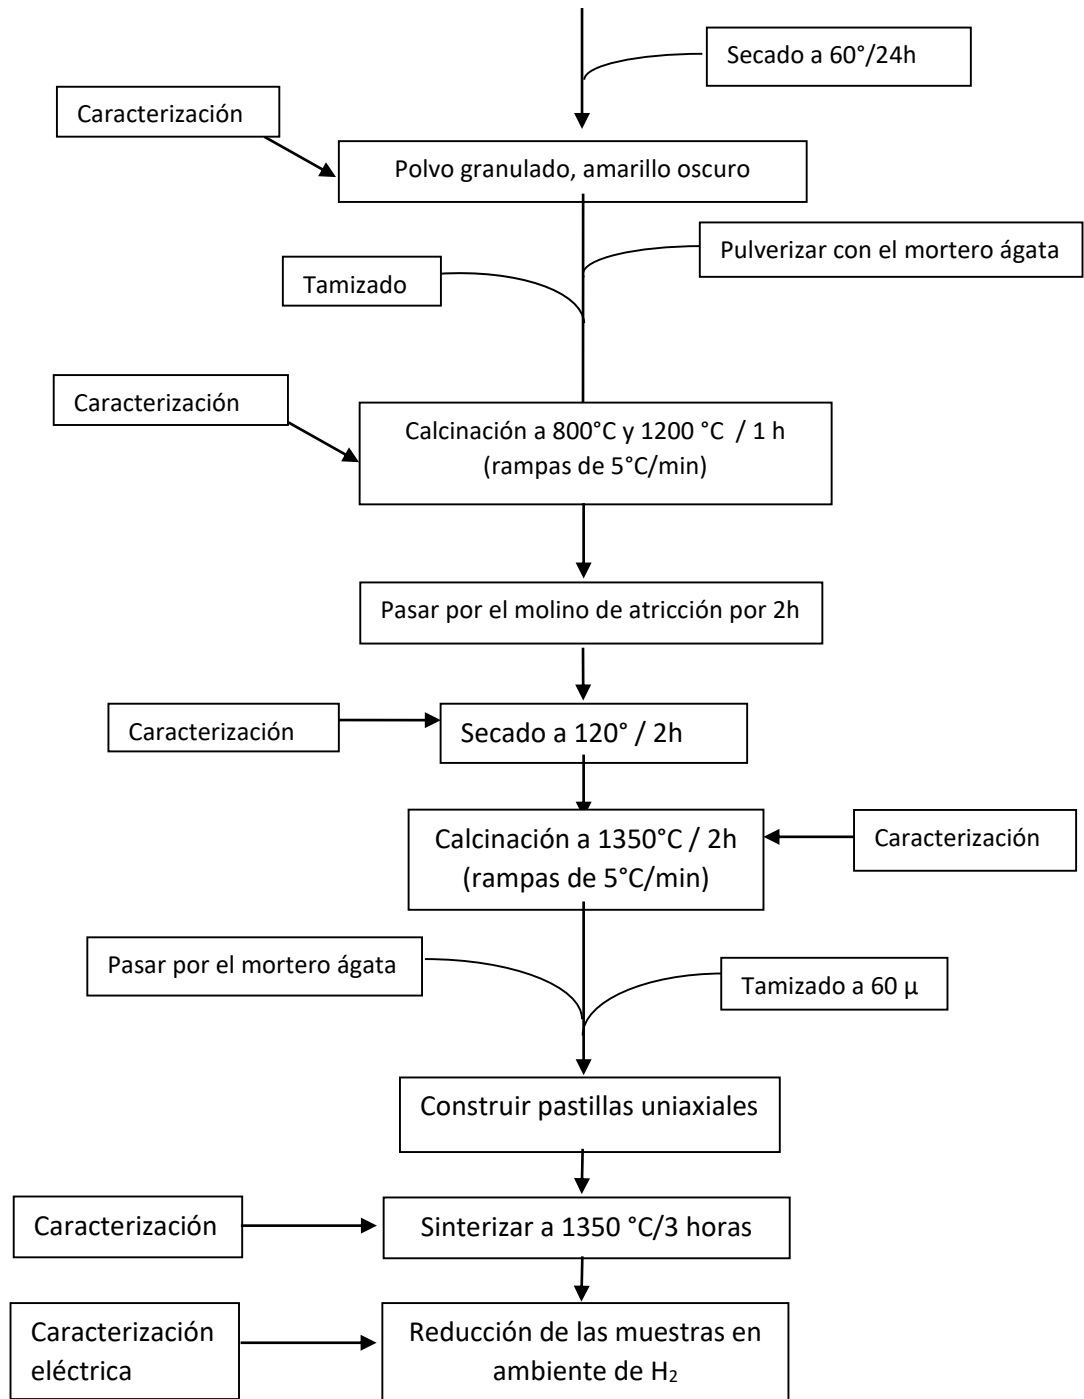 Secado a 60°/24h
Caracterización
Polvo granulado, amarillo oscuro
Pulverizar con el mortero ágata
Tamizado
Caracterización
Calcinación a 800°C y 1200 °C / 1 h
(rampas de 5°C/min)
Pasar por el molino de atricción por 2h
Caracterización
Secado a 120° / 2h
Calcinación a 1350°C / 2h
(rampas de 5°C/min)
Caracterización
Pasar por el mortero ágata
Tamizado a 60 µ
Construir pastillas uniaxiales
Caracterización
Sinterizar a 1350 °C/3 horas
Caracterización
eléctrica
Reducción de las muestras en
ambiente de H₂